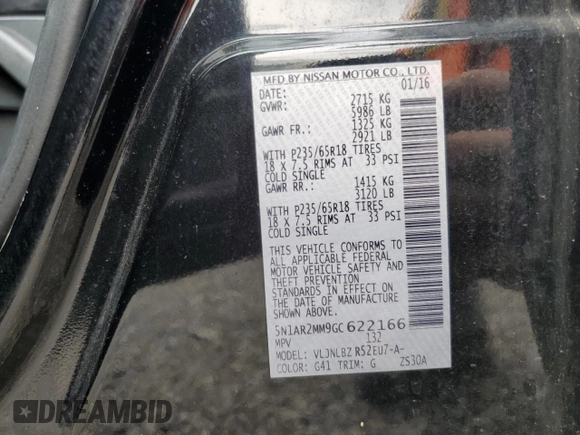 MFD BY NISSAN MOTOR CO., LTD.
DATE: 01/16
GVWR: 2715 KG
5986 LB
GAWR FR.: 1325 KG
2921 LB
WITH P235/65R18 TIRES
18 X 7.5 RIMS AT 33 PSI
COLD SINGLE
GAWR RR.: 1415 KG
3120 LB
WITH P235/65R18 TIRES
18 X 7.5 RIMS AT 33 PSI
COLD SINGLE
THIS VEHICLE CONFORMS TO
ALL APPLICABLE FEDERAL
MOTOR VEHICLE SAFETY AND
THEFT PREVENTION
STANDARDS IN EFFECT ON
THE DATE OF MANUFACTURE
SHOWN ABOVE.
5N1AR2MM9GC622166
MPV 132
MODEL: VLJNLBZ R52EU7-A-
COLOR: G41 TRIM: G ZS30A
DRIVEBIDDER